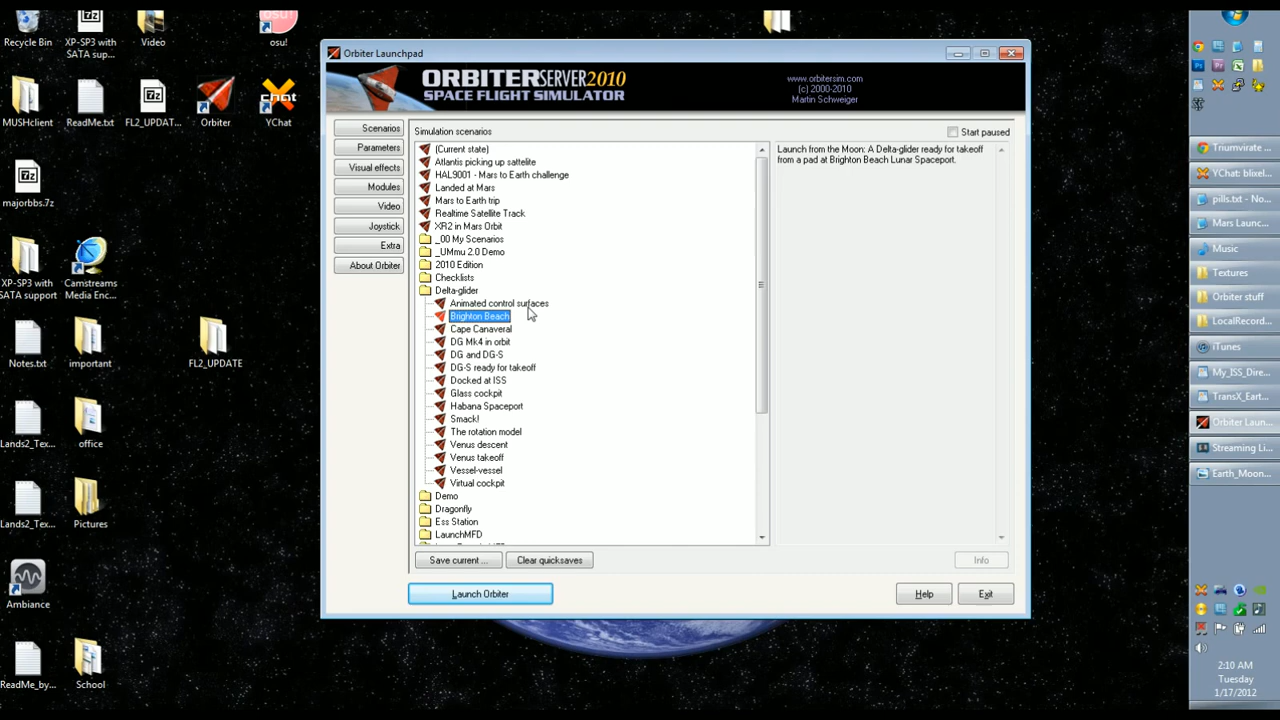 Recycle Bin
XP-SP3 with
SATA sup...
Video
osu!
MUSHclient
ReadMe.txt
FL2_UPDAT...
Orbiter
YChat
majorbbs.7z
XP-SP3 with
SATA support
Camstreams
Media Enc...
Notes.txt
important
FL2_UPDATE
Lands2_Tex...
office
Lands2_Tex...
Pictures
Ambiance
ReadMe_by...
School
Orbiter Launchpad
ORBITERSERVER2010
SPACE FLIGHT SIMULATOR
www.orbitersim.com
(c) 2000-2010
Martin Schweiger
Scenarios
Parameters
Visual effects
Modules
Video
Joystick
Extra
About Orbiter
Simulation scenarios
Start paused
(Current state)
Atlantis picking up sattelite
HAL9001 - Mars to Earth challenge
Landed at Mars
Mars to Earth trip
Realtime Satellite Track
XR2 in Mars Orbit
_00 My Scenarios
_UMmu 2.0 Demo
2010 Edition
Checklists
Delta-glider
Animated control surfaces
Brighton Beach
Cape Canaveral
DG Mk4 in orbit
DG and DG-S
DG-S ready for takeoff
Docked at ISS
Glass cockpit
Habana Spaceport
Smack!
The rotation model
Venus descent
Venus takeoff
Vessel-vessel
Virtual cockpit
Demo
Dragonfly
Ess Station
LaunchMFD
Launch from the Moon: A Delta-glider ready for takeoff
from a pad at Brighton Beach Lunar Spaceport.
Save current ...
Clear quicksaves
Info
Launch Orbiter
Help
Exit
Triumvirate ...
YChat: blixel...
pills.txt - No...
Mars Launc...
Music
Textures
Orbiter stuff
LocalRecord...
iTunes
My_ISS_Dire...
TransX_Eart...
Orbiter Laun...
Streaming Li...
Earth_Moon...
2:10 AM
Tuesday
1/17/2012